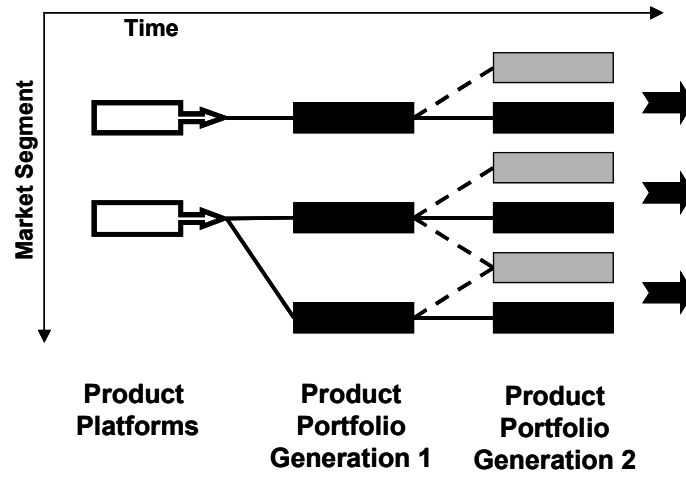 Time
Market Segment
Product
Platforms
Product
Portfolio
Generation 1
Product
Portfolio
Generation 2